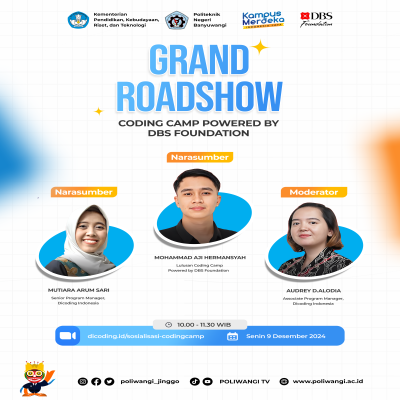 Kementerian
Pendidikan, Kebudayaan,
Riset, dan Teknologi
Politeknik
Negeri
Banyuwangi
Kampus
Merdeka
INDONESIA JAYA
DBS
Foundation
GRAND
ROADSHOW
CODING CAMP POWERED BY
DBS FOUNDATION
Narasumber
Narasumber
Moderator
MOHAMMAD AJI HERMANSYAH
Lulusan Coding Camp
Powered by DBS Foundation
MUTIARA ARUM SARI
Senior Program Manager,
Dicoding Indonesia
AUDREY D.ALODIA
Associate Program Manager,
Dicoding Indonesia
10.00 - 11.30 WIB
dicoding.id/sosialisasi-codingcamp
Senin 9 Desember 2024
poliwangi_jinggo
POLIWANGI TV
www.poliwangi.ac.id